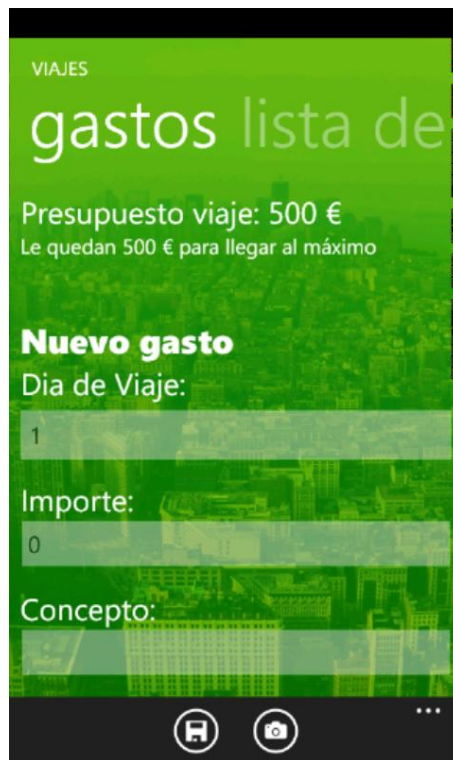 VIAJES
gastos lista de
Presupuesto viaje: 500 €
Le quedan 500 € para llegar al máximo
Nuevo gasto
Dia de Viaje:
1
Importe:
0
Concepto: